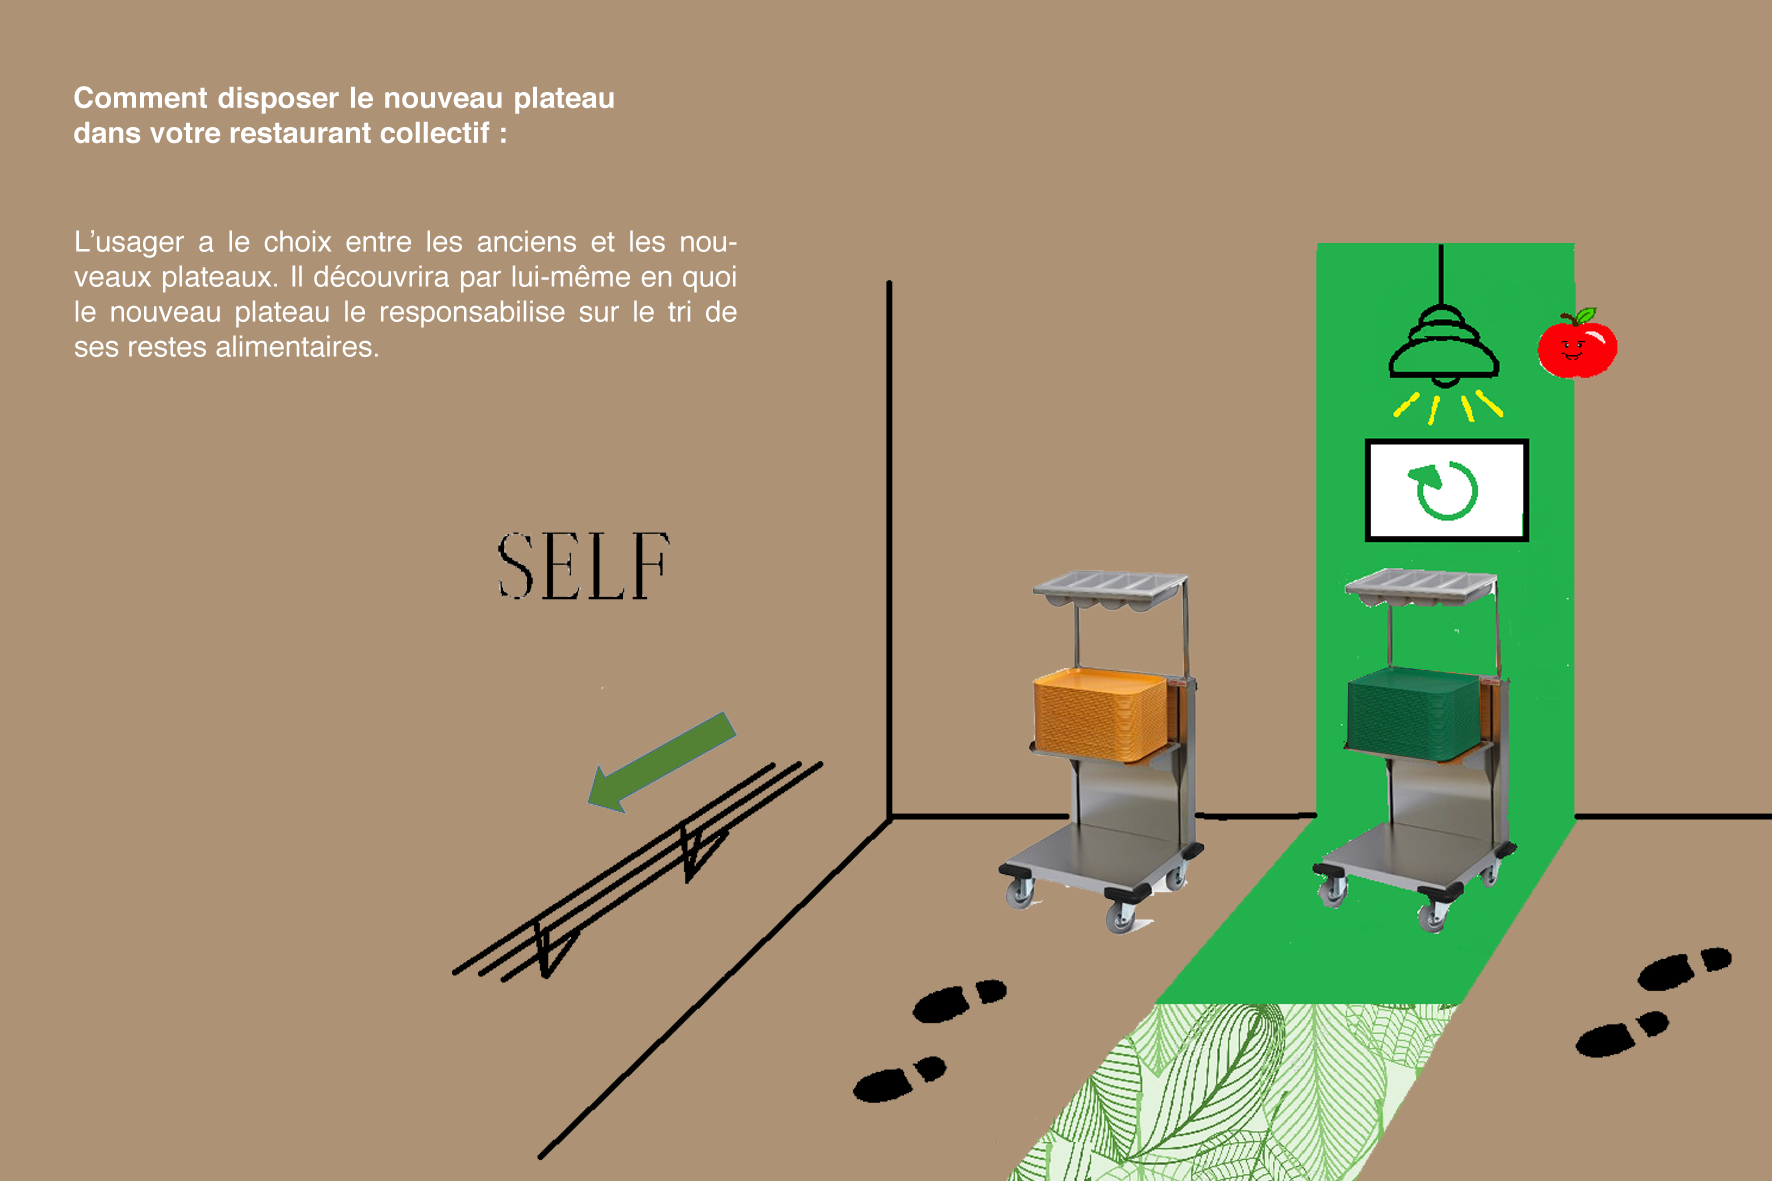 Comment disposer le nouveau plateau
dans votre restaurant collectif :
L’usager a le choix entre les anciens et les nou-
veaux plateaux. Il découvrira par lui-même en quoi
le nouveau plateau le responsabilise sur le tri de
ses restes alimentaires.
SELF